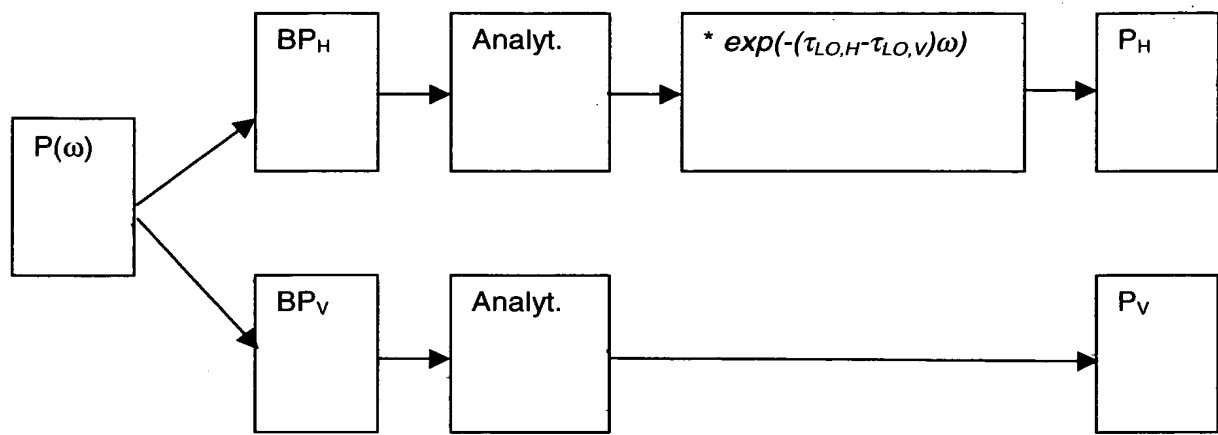 BP_H
Analyt.
* exp(-(τ_LO,H-τ_LO,V)ω)
P_H
P(ω)
BP_V
Analyt.
P_V